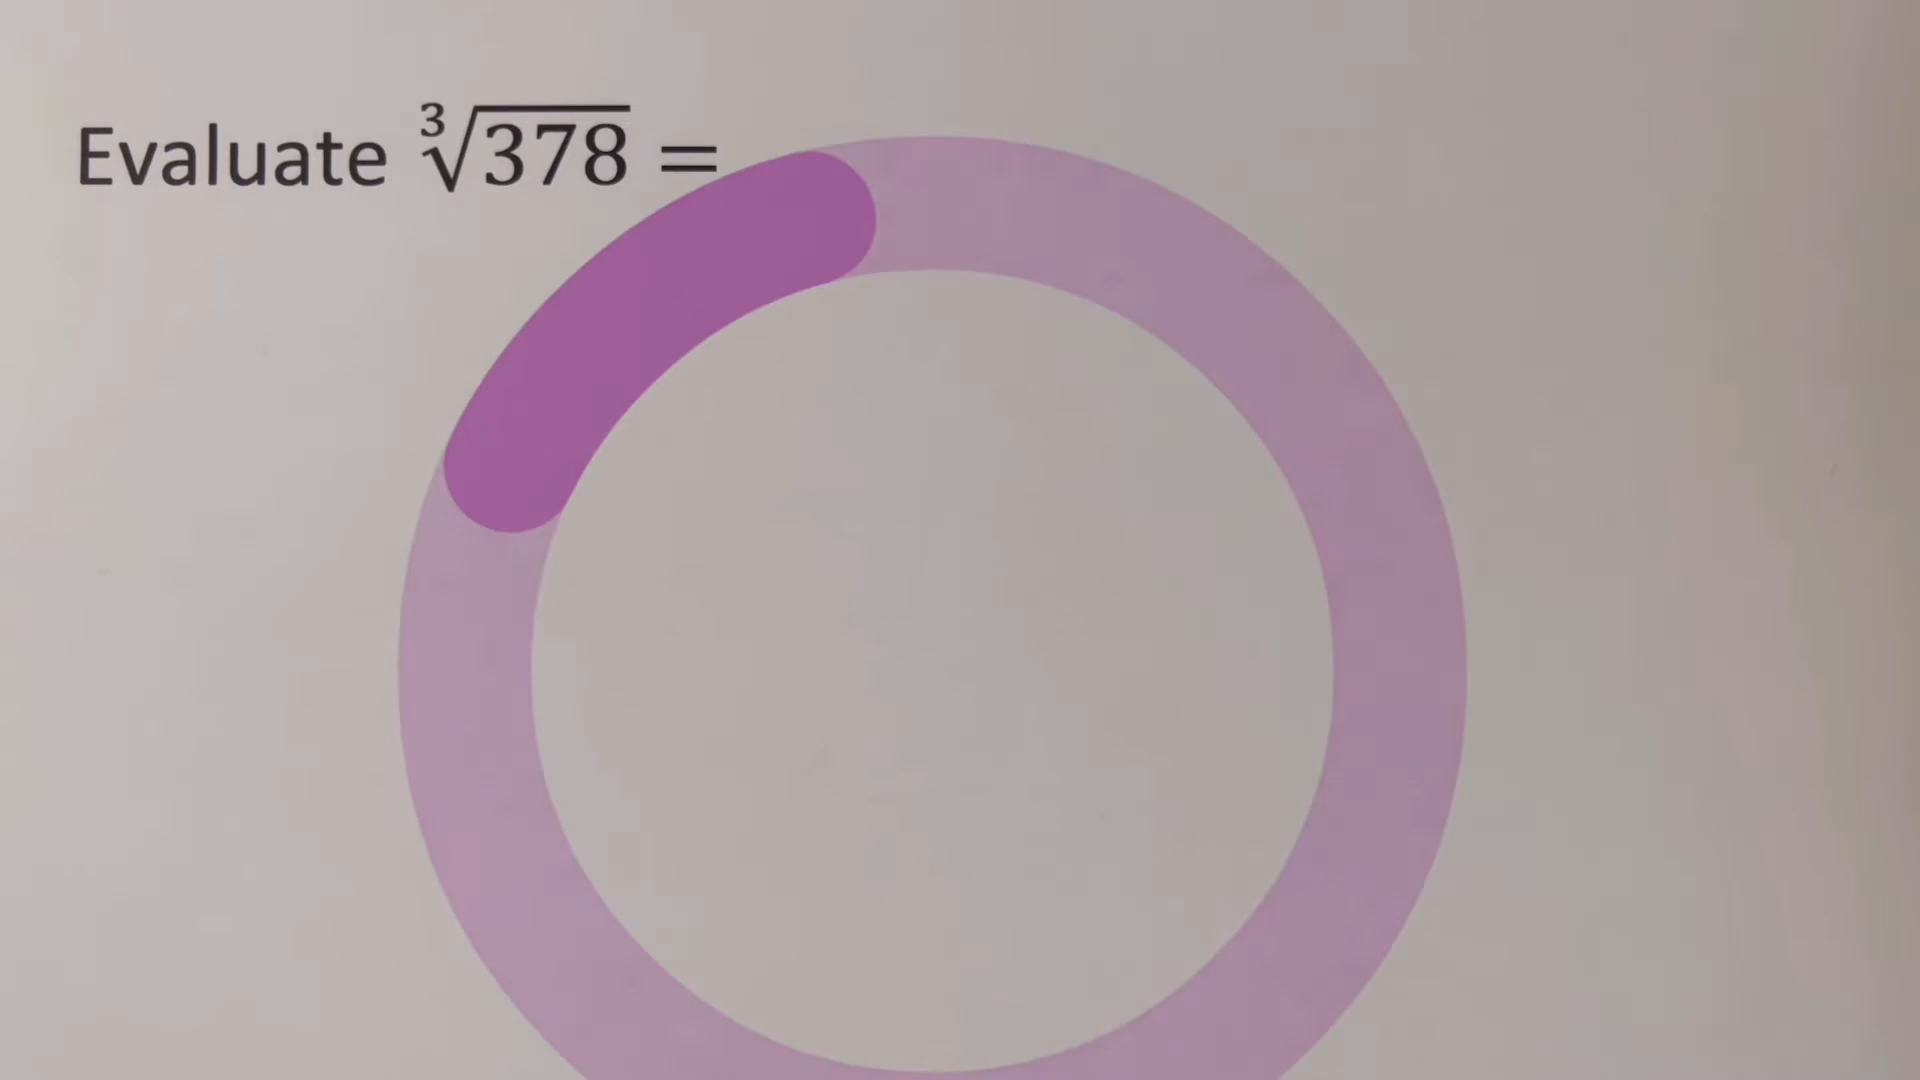 Evaluate ∛378 =